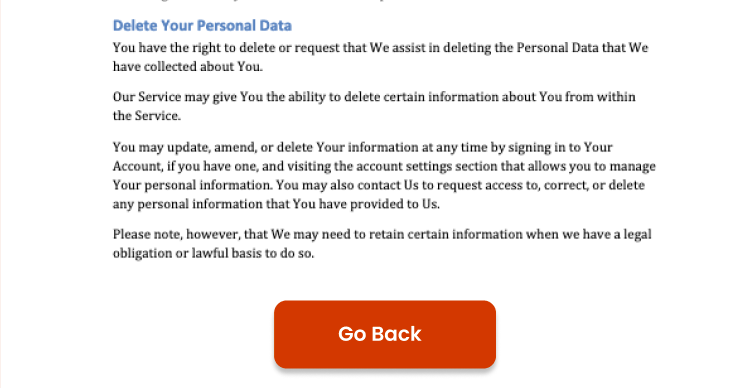 Delete Your Personal Data
You have the right to delete or request that We assist in deleting the Personal Data that We
have collected about You.
Our Service may give You the ability to delete certain information about You from within
the Service.
You may update, amend, or delete Your information at any time by signing in to Your
Account, if you have one, and visiting the account settings section that allows you to manage
Your personal information. You may also contact Us to request access to, correct, or delete
any personal information that You have provided to Us.
Please note, however, that We may need to retain certain information when we have a legal
obligation or lawful basis to do so.
Go Back